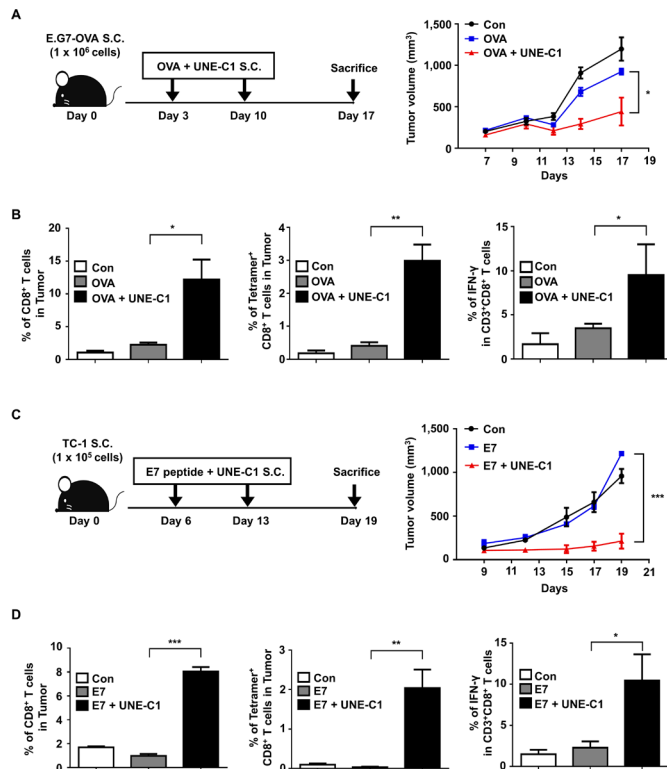 A
E.G7-OVA S.C.
(1 x 10⁶ cells)
OVA + UNE-C1 S.C.
Sacrifice
Day 0
Day 3
Day 10
Day 17
Tumor volume (mm³)
1,500
1,000
500
0
7
10
12
14
17
19
Days
Con
OVA
OVA + UNE-C1
*
B
% of CD8⁺ T cells
in Tumor
20
15
10
5
0
Con
OVA
OVA + UNE-C1
*
% of Tetramer⁺
CD8⁺ T cells in Tumor
4
3
2
1
0
Con
OVA
OVA + UNE-C1
**
% of IFN-γ
in CD3⁺CD8⁺ T cells
15
10
5
0
Con
OVA
OVA + UNE-C1
*
C
TC-1 S.C.
(1 x 10⁵ cells)
E7 peptide + UNE-C1 S.C.
Sacrifice
Day 0
Day 6
Day 13
Day 19
Tumor volume (mm³)
1,500
1,000
500
0
9
11
13
15
17
19
21
Days
Con
E7
E7 + UNE-C1
***
D
% of CD8⁺ T cells
in Tumor
10
8
6
4
2
0
Con
E7
E7 + UNE-C1
***
% of Tetramer⁺
CD8⁺ T cells in Tumor
3
2
1
0
Con
E7
E7 + UNE-C1
**
% of IFN-γ
in CD3⁺CD8⁺ T cells
15
10
5
0
Con
E7
E7 + UNE-C1
*